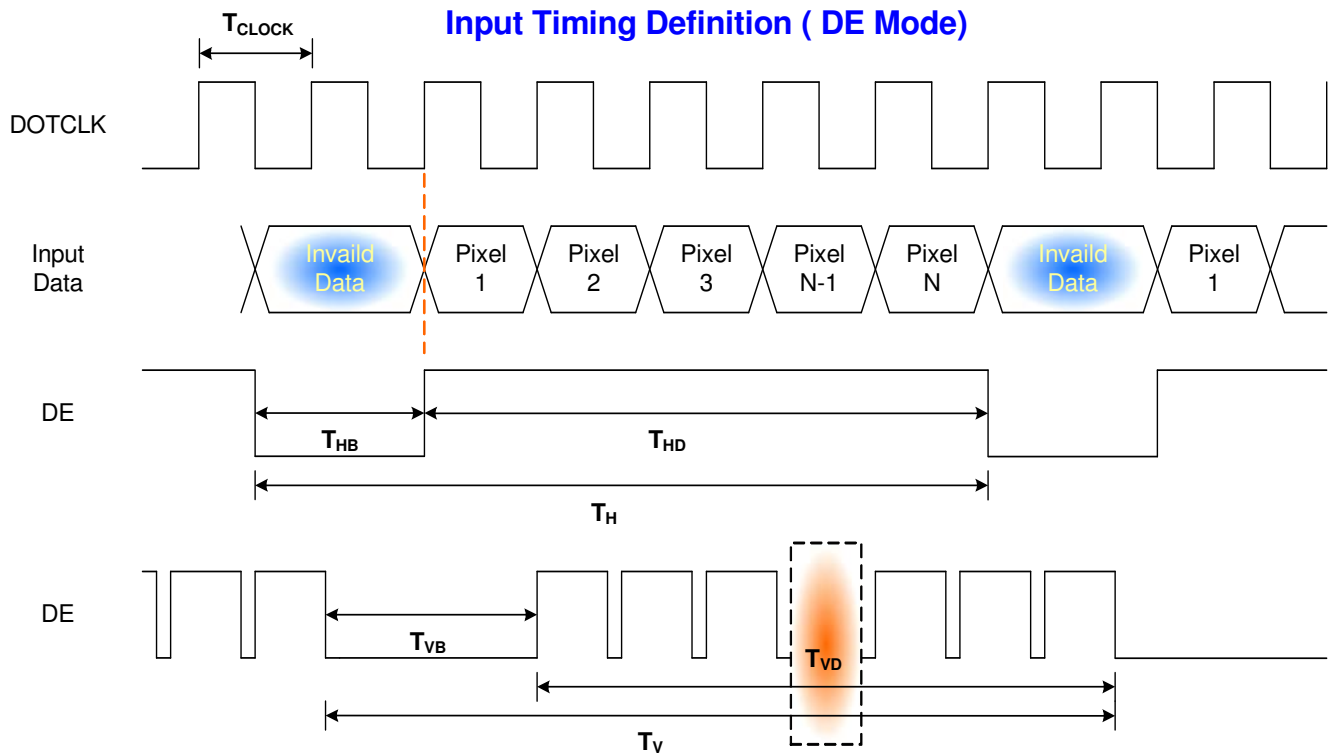 Input Timing Definition ( DE Mode)
TCLOCK
DOTCLK
Input
Data
Invaild
Data
Pixel
1
Pixel
2
Pixel
3
Pixel
N-1
Pixel
N
Invaild
Data
Pixel
1
DE
THB
THD
TH
DE
TVB
TVD
TV